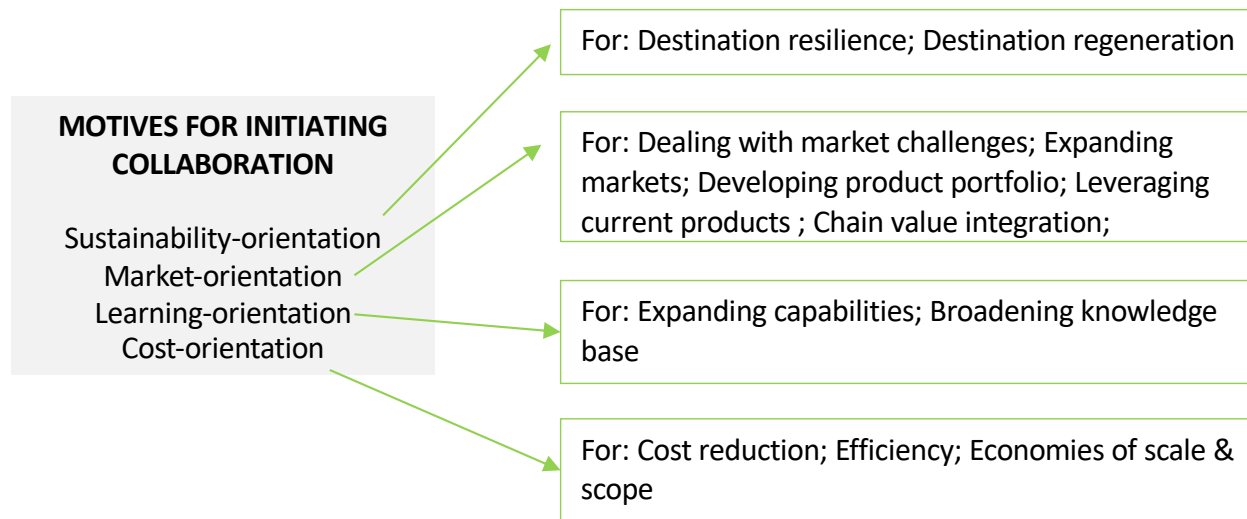 For: Destination resilience; Destination regeneration
MOTIVES FOR INITIATING
COLLABORATION
For: Dealing with market challenges; Expanding
markets; Developing product portfolio; Leveraging
current products ; Chain value integration;
Sustainability-orientation
Market-orientation
Learning-orientation
Cost-orientation
For: Expanding capabilities; Broadening knowledge
base
For: Cost reduction; Efficiency; Economies of scale &
scope